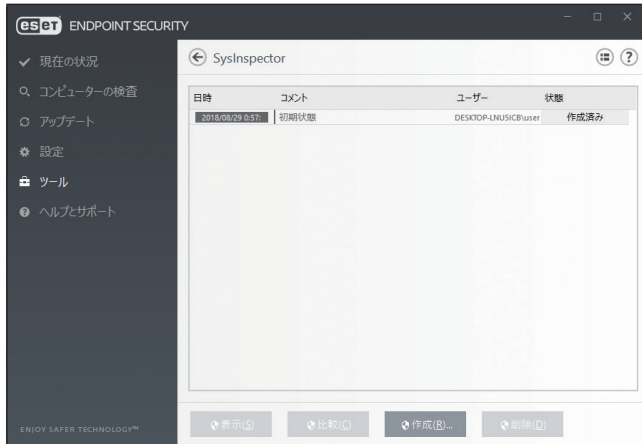 eset ENDPOINT SECURITY
現在の状況
コンピューターの検査
アップデート
設定
ツール
ヘルプとサポート
ENJOY SAFER TECHNOLOGY™
SysInspector
日時 コメント ユーザー 状態
2018/08/29 0:57: 初期状態 DESKTOP-LNUSICB\user 作成済み
表示(S) 比較(C) 作成(R)... 削除(D)